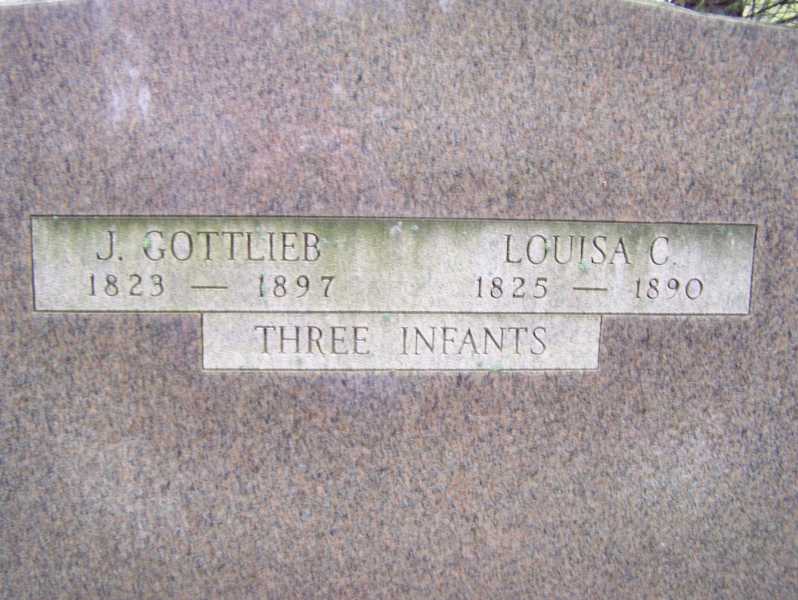 J. GOTTLIEB LOUISA C.
1823 — 1897 1825 — 1890
THREE INFANTS